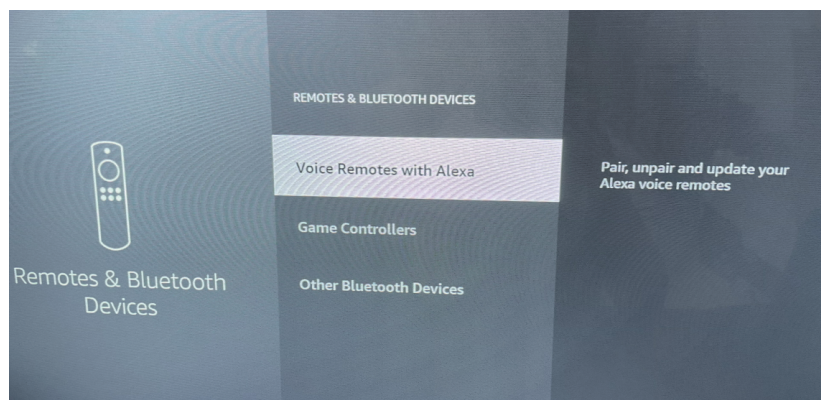 REMOTES & BLUETOOTH DEVICES
Voice Remotes with Alexa
Game Controllers
Other Bluetooth Devices
Remotes & Bluetooth
Devices
Pair, unpair and update your
Alexa voice remotes